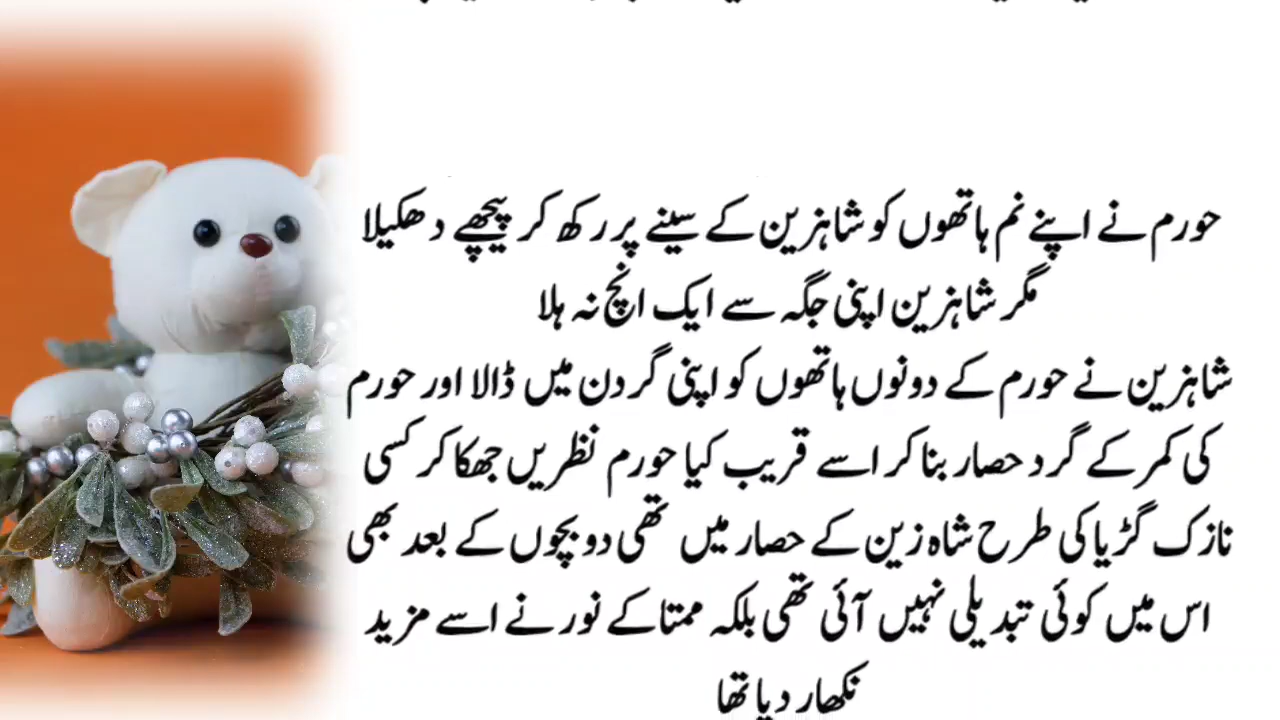 حورم نے اپنے نم ہاتھوں کو شاہزین کے سینے پر رکھ کر پیچھے دھکیلا
مگر شاہزین اپنی جگہ سے ایک انچ نہ ہلا
شاہزین نے حورم کے دونوں ہاتھوں کو اپنی گردن میں ڈالا اور حورم
کی کمر کے گرد حصار بنا کر اسے قریب کیا حورم نظریں جھکا کر کسی
نازک گڑیا کی طرح شاہ زین کے حصار میں تھی دو بچوں کے بعد بھی
اس میں کوئی تبدیلی نہیں آئی تھی بلکہ ممتا کے نور نے اسے مزید
نکھار دیا تھا